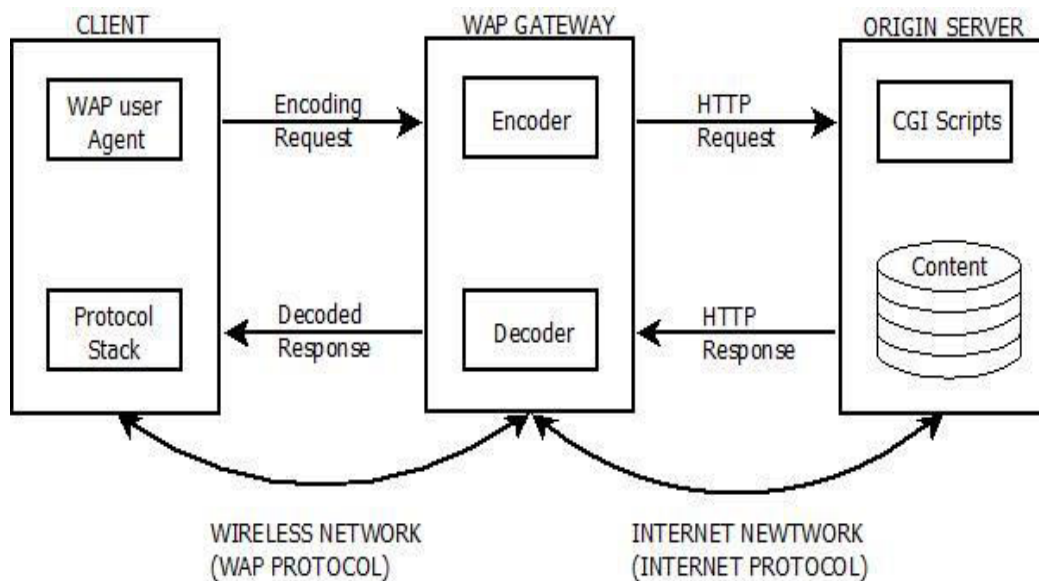 CLIENT
WAP GATEWAY
ORIGIN SERVER
WAP user
Agent
Encoding
Request
Encoder
HTTP
Request
CGI Scripts
Protocol
Stack
Decoded
Response
Decoder
HTTP
Response
Content
WIRELESS NETWORK
(WAP PROTOCOL)
INTERNET NEWTWORK
(INTERNET PROTOCOL)